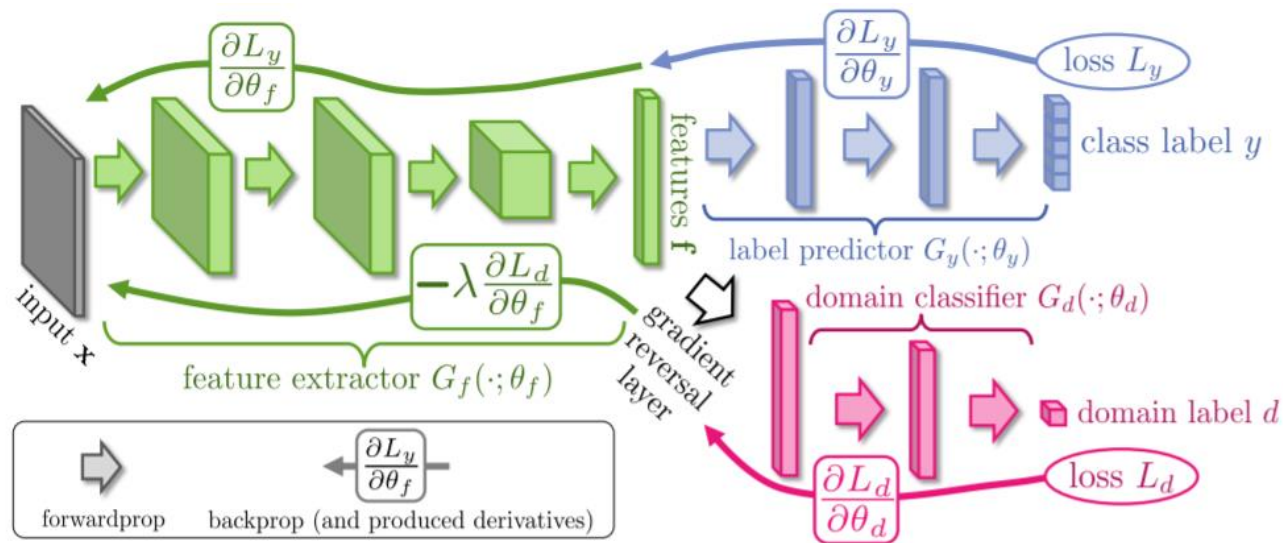 ∂L_y
∂θ_f
∂L_y
∂θ_y
loss L_y
features f
class label y
label predictor G_y(·; θ_y)
−λ ∂L_d
∂θ_f
input x
feature extractor G_f(·; θ_f)
gradient
reversal
layer
domain classifier G_d(·; θ_d)
domain label d
∂L_d
∂θ_d
loss L_d
∂L_y
∂θ_f
forwardprop
backprop (and produced derivatives)